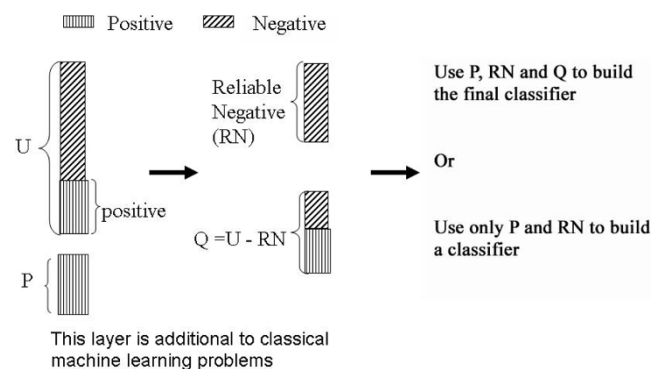 Positive
Negative
U
positive
P
Reliable
Negative
(RN)
Q =U - RN
Use P, RN and Q to build
the final classifier
Or
Use only P and RN to build
a classifier
This layer is additional to classical
machine learning problems